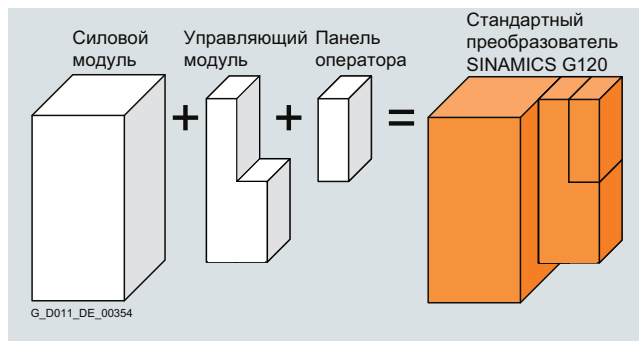 Силовой
модуль
Управляющий
модуль
Панель
оператора
Стандартный
преобразователь
SINAMICS G120
+
+
=
G_D011_DE_00354